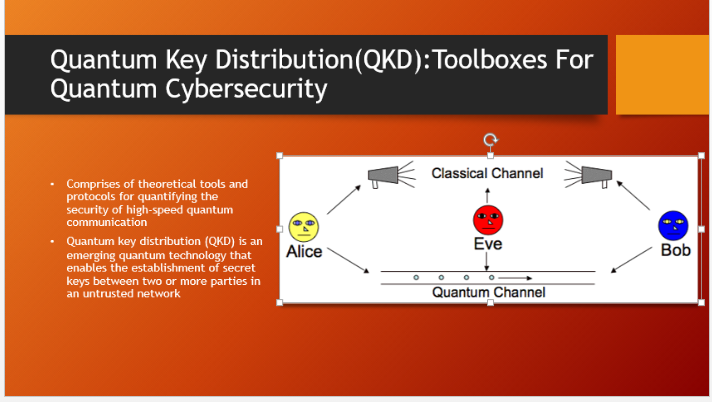 Quantum Key Distribution(QKD):Toolboxes For
Quantum Cybersecurity
• Comprises of theoretical tools and
protocols for quantifying the
security of high-speed quantum
communication
• Quantum key distribution (QKD) is an
emerging quantum technology that
enables the establishment of secret
keys between two or more parties in
an untrusted network
Classical Channel
Alice
Eve
Bob
Quantum Channel